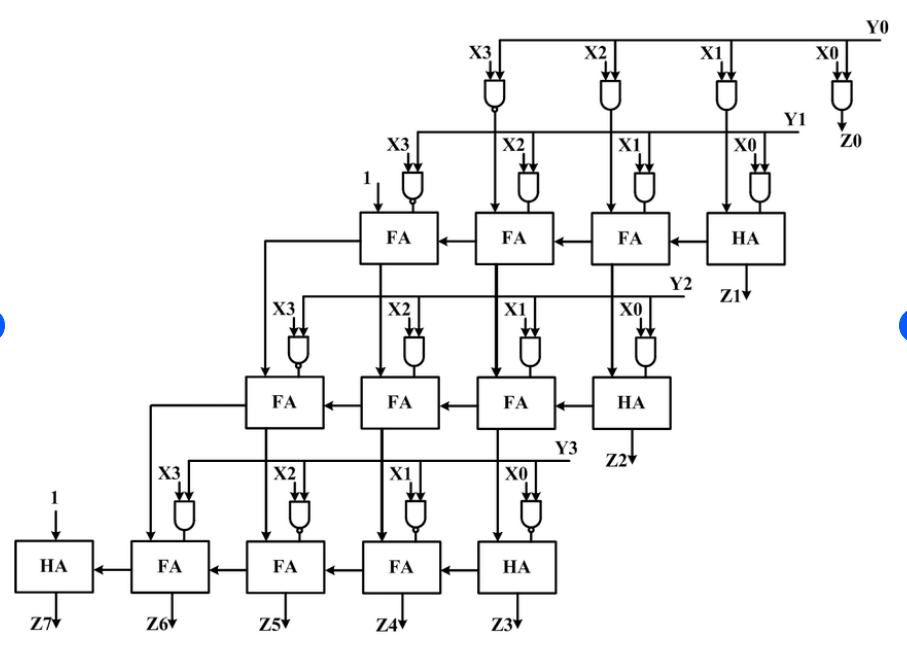 Y0
X3 X2 X1 X0
Y1
Z0
X3 X2 X1 X0
1
FA FA FA HA
Y2
Z1
X3 X2 X1 X0
FA FA FA HA
Y3
Z2
X3 X2 X1 X0
1
HA FA FA FA HA
Z7 Z6 Z5 Z4 Z3